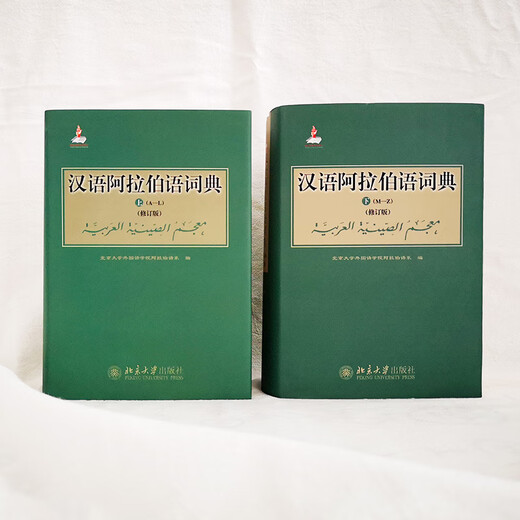 汉语阿拉伯语词典
上 (A—L)
(修订版)
معجم الصينية العربية
北京大学外国语学院阿拉伯语系 编
北京大学出版社
PEKING UNIVERSITY PRESS
汉语阿拉伯语词典
下 (M—Z)
(修订版)
معجم الصينية العربية
北京大学外国语学院阿拉伯语系 编
北京大学出版社
PEKING UNIVERSITY PRESS